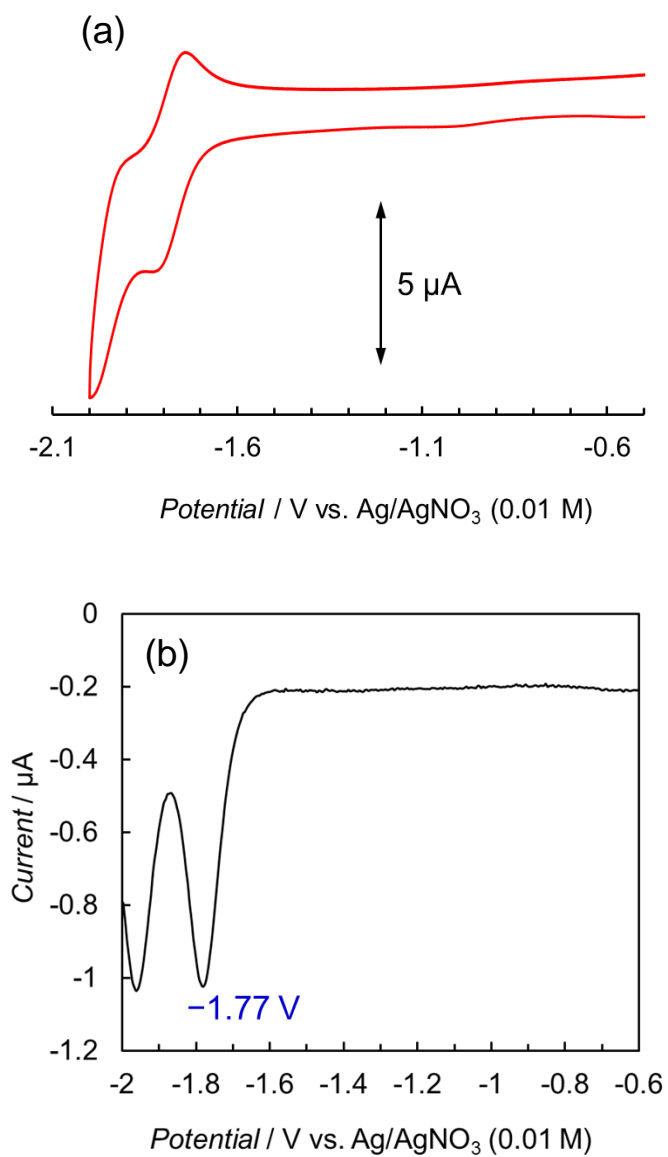 (a)
5 μA
-2.1 -1.6 -1.1 -0.6
Potential / V vs. Ag/AgNO₃ (0.01 M)
(b)
0
-0.2
-0.4
-0.6
-0.8
-1
-1.2
Current / μA
−1.77 V
-2 -1.8 -1.6 -1.4 -1.2 -1 -0.8 -0.6
Potential / V vs. Ag/AgNO₃ (0.01 M)